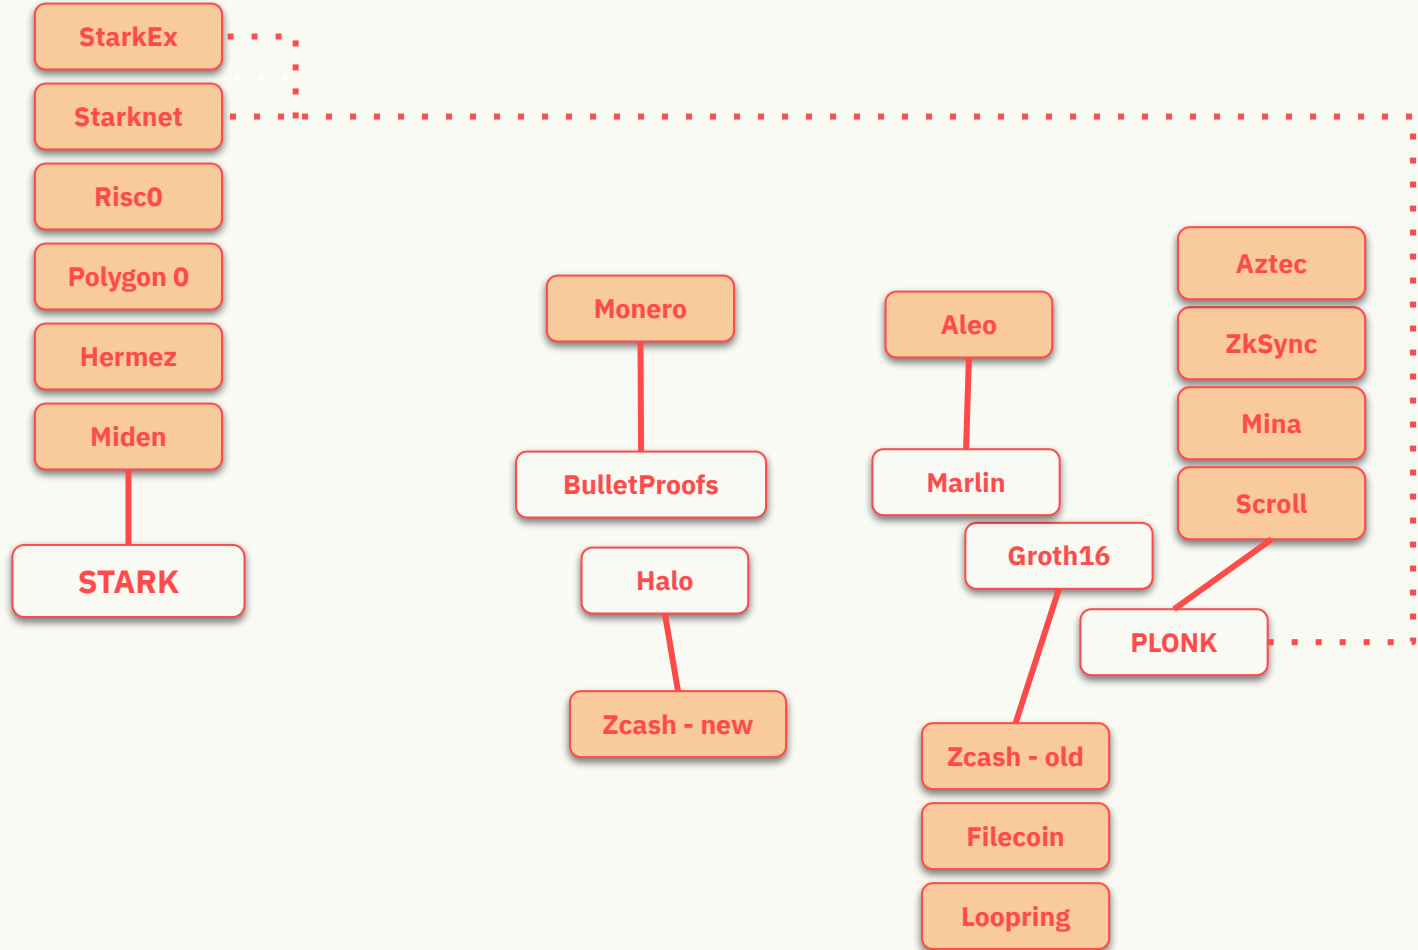 StarkEx
Starknet
Risc0
Polygon 0
Hermez
Miden
STARK
Monero
BulletProofs
Halo
Zcash - new
Aleo
Marlin
Groth16
Zcash - old
Filecoin
Loopring
Aztec
ZkSync
Mina
Scroll
PLONK